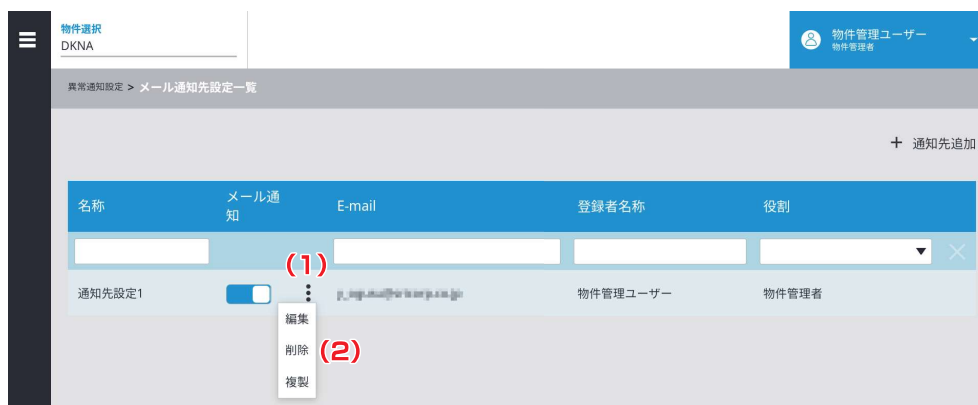 物件選択
DKNA
物件管理ユーザー
物件管理者
異常通知設定 > メール通知先設定一覧
+ 通知先追加
名称
メール通
知
E-mail
登録者名称
役割
(1)
通知先設定1
物件管理ユーザー
物件管理者
編集
削除
(2)
複製